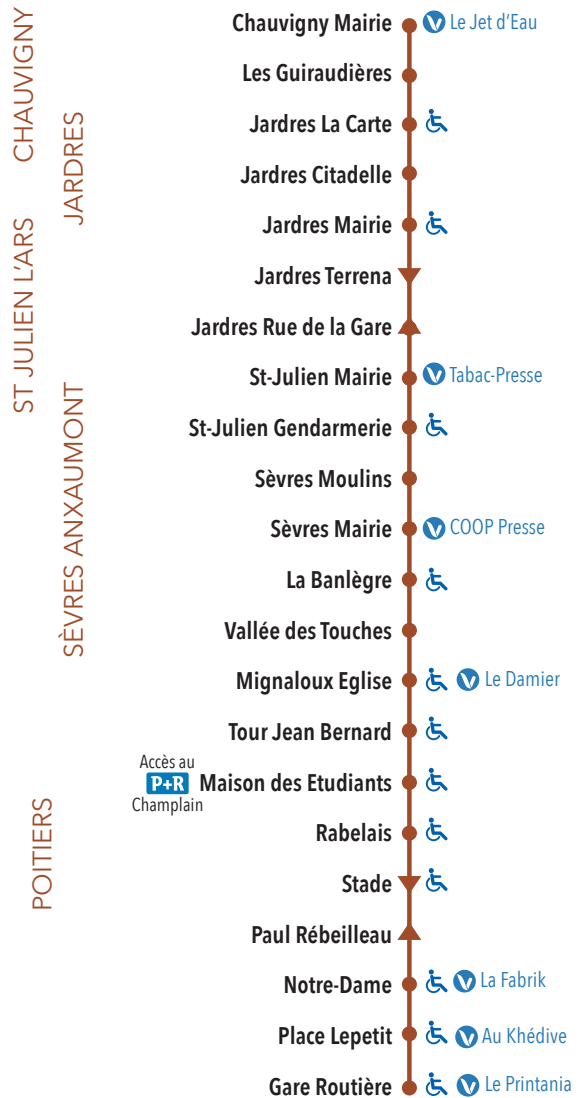 CHAUVIGNY
JARDRES
ST JULIEN L'ARS
SÈVRES ANXAUMONT
POITIERS
Chauvigny Mairie Le Jet d'Eau
Les Guiraudières
Jardres La Carte
Jardres Citadelle
Jardres Mairie
Jardres Terrena
Jardres Rue de la Gare
St-Julien Mairie Tabac-Presse
St-Julien Gendarmerie
Sèvres Moulins
Sèvres Mairie COOP Presse
La Banlègre
Vallée des Touches
Mignaloux Eglise Le Damier
Tour Jean Bernard
Accès au
P+R Maison des Etudiants
Champlain
Rabelais
Stade
Paul Rébeilleau
Notre-Dame La Fabrik
Place Lepetit Au Khédive
Gare Routière Le Printania